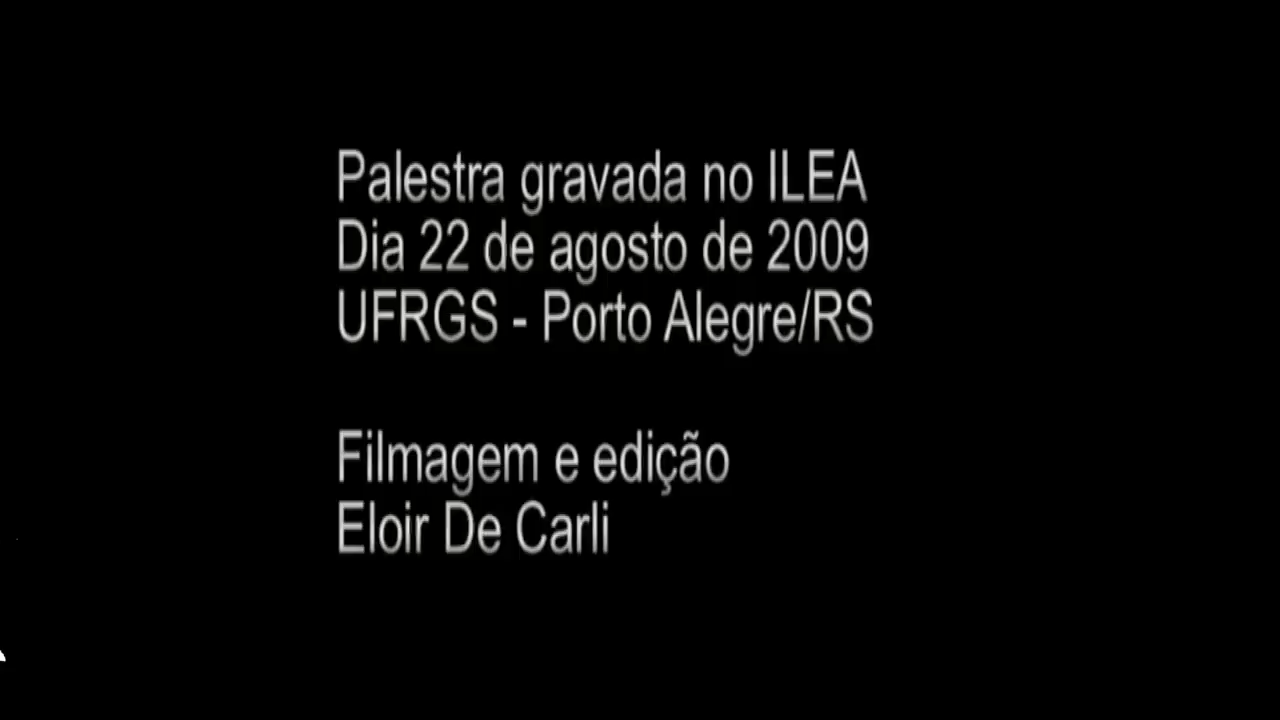 Palestra gravada no ILEA
Dia 22 de agosto de 2009
UFRGS - Porto Alegre/RS
Filmagem e edição
Eloir De Carli